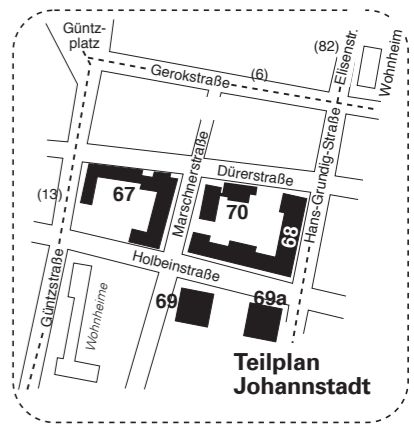 Güntz-
platz
(82)
Elisenstr.
Wohnheim
Gerokstraße
(6)
Hans-Grundig-Straße
Marschnerstraße
Dürerstraße
67
70
68
(13)
Güntzstraße
Holbeinstraße
Wohnheime
69
69a
Teilplan
Johannstadt